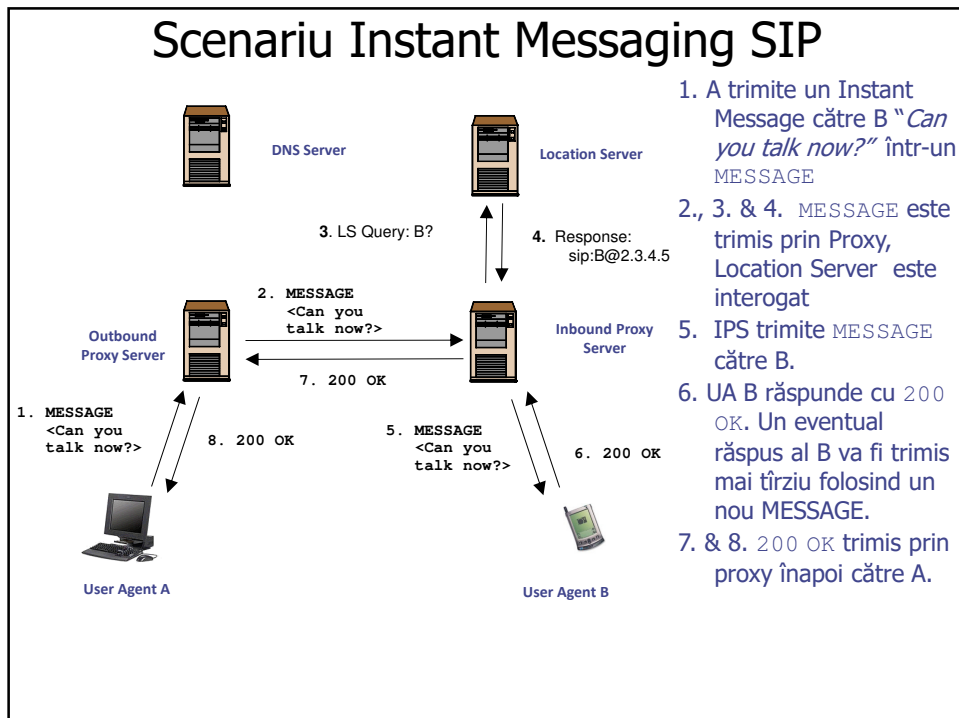 Scenariu Instant Messaging SIP
DNS Server
Location Server
3. LS Query: B?
4. Response:
sip:B@2.3.4.5
2. MESSAGE
<Can you
talk now?>
Outbound
Proxy Server
Inbound Proxy
Server
7. 200 OK
1. MESSAGE
<Can you
talk now?>
8. 200 OK
5. MESSAGE
<Can you
talk now?>
6. 200 OK
User Agent A
User Agent B
1. A trimite un Instant
Message către B “Can
you talk now?” într-un
MESSAGE
2., 3. & 4. MESSAGE este
trimis prin Proxy,
Location Server este
interogat
5. IPS trimite MESSAGE
către B.
6. UA B răspunde cu 200
OK. Un eventual
răspus al B va fi trimis
mai tîrziu folosind un
nou MESSAGE.
7. & 8. 200 OK trimis prin
proxy înapoi către A.